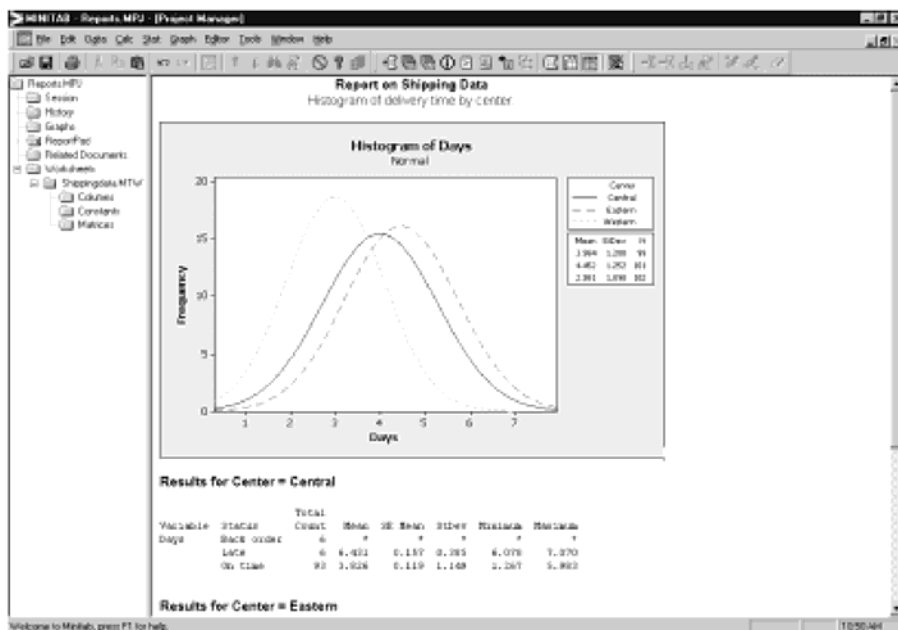 MINITAB - Reports.MPJ - [Project Manager]
File Edit Data Calc Stat Graph Editor Tools Window Help
Reports.MPJ
Session
History
Graphs
ReportPad
Related Documents
Worksheets
Shippingdata.MTW
Columns
Constants
Matrices
Report on Shipping Data
Histogram of delivery time by center.
Histogram of Days
Normal
Frequency
20
15
10
5
0
1 2 3 4 5 6 7
Days
Center
Central
Eastern
Western
Mean StDev N
3.984 1.280 99
4.452 1.252 101
102
Results for Center = Central
Total
Variable Status Count Mean SE Mean StDev Minimum Maximum
Days Back order 6 * * * * *
Late 6 6.431 0.157 0.385 6.078 7.070
On time 93 3.826 0.119 1.149 1.267 5.983
Results for Center = Eastern
Welcome to Minitab, press F1 for help.
10:50 AM